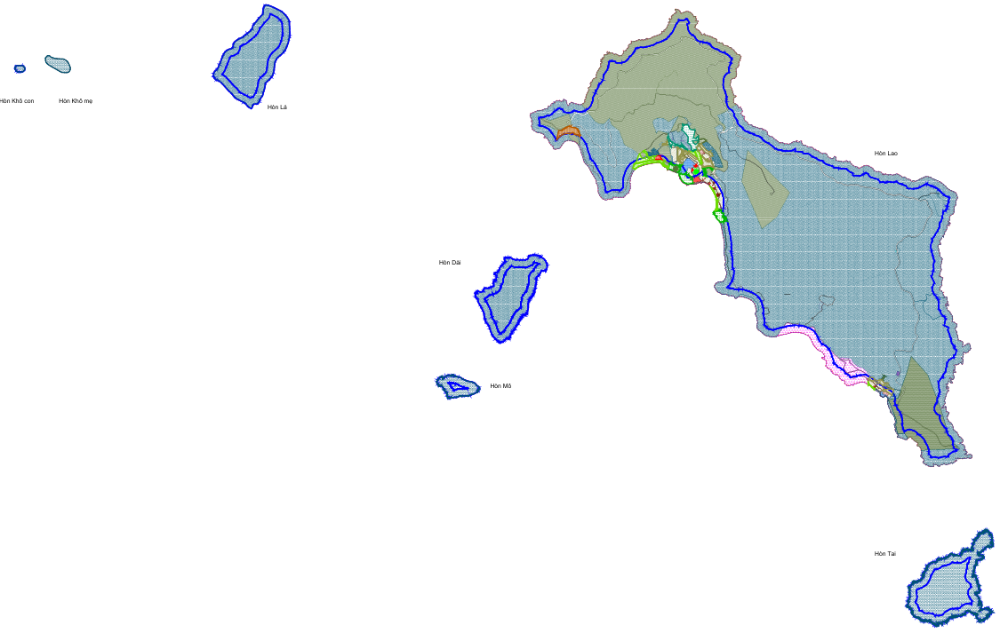 Hòn Khô con
Hòn Khô mẹ
Hòn Lá
Hòn Lao
Hòn Dài
Hòn Mô
Hòn Tai